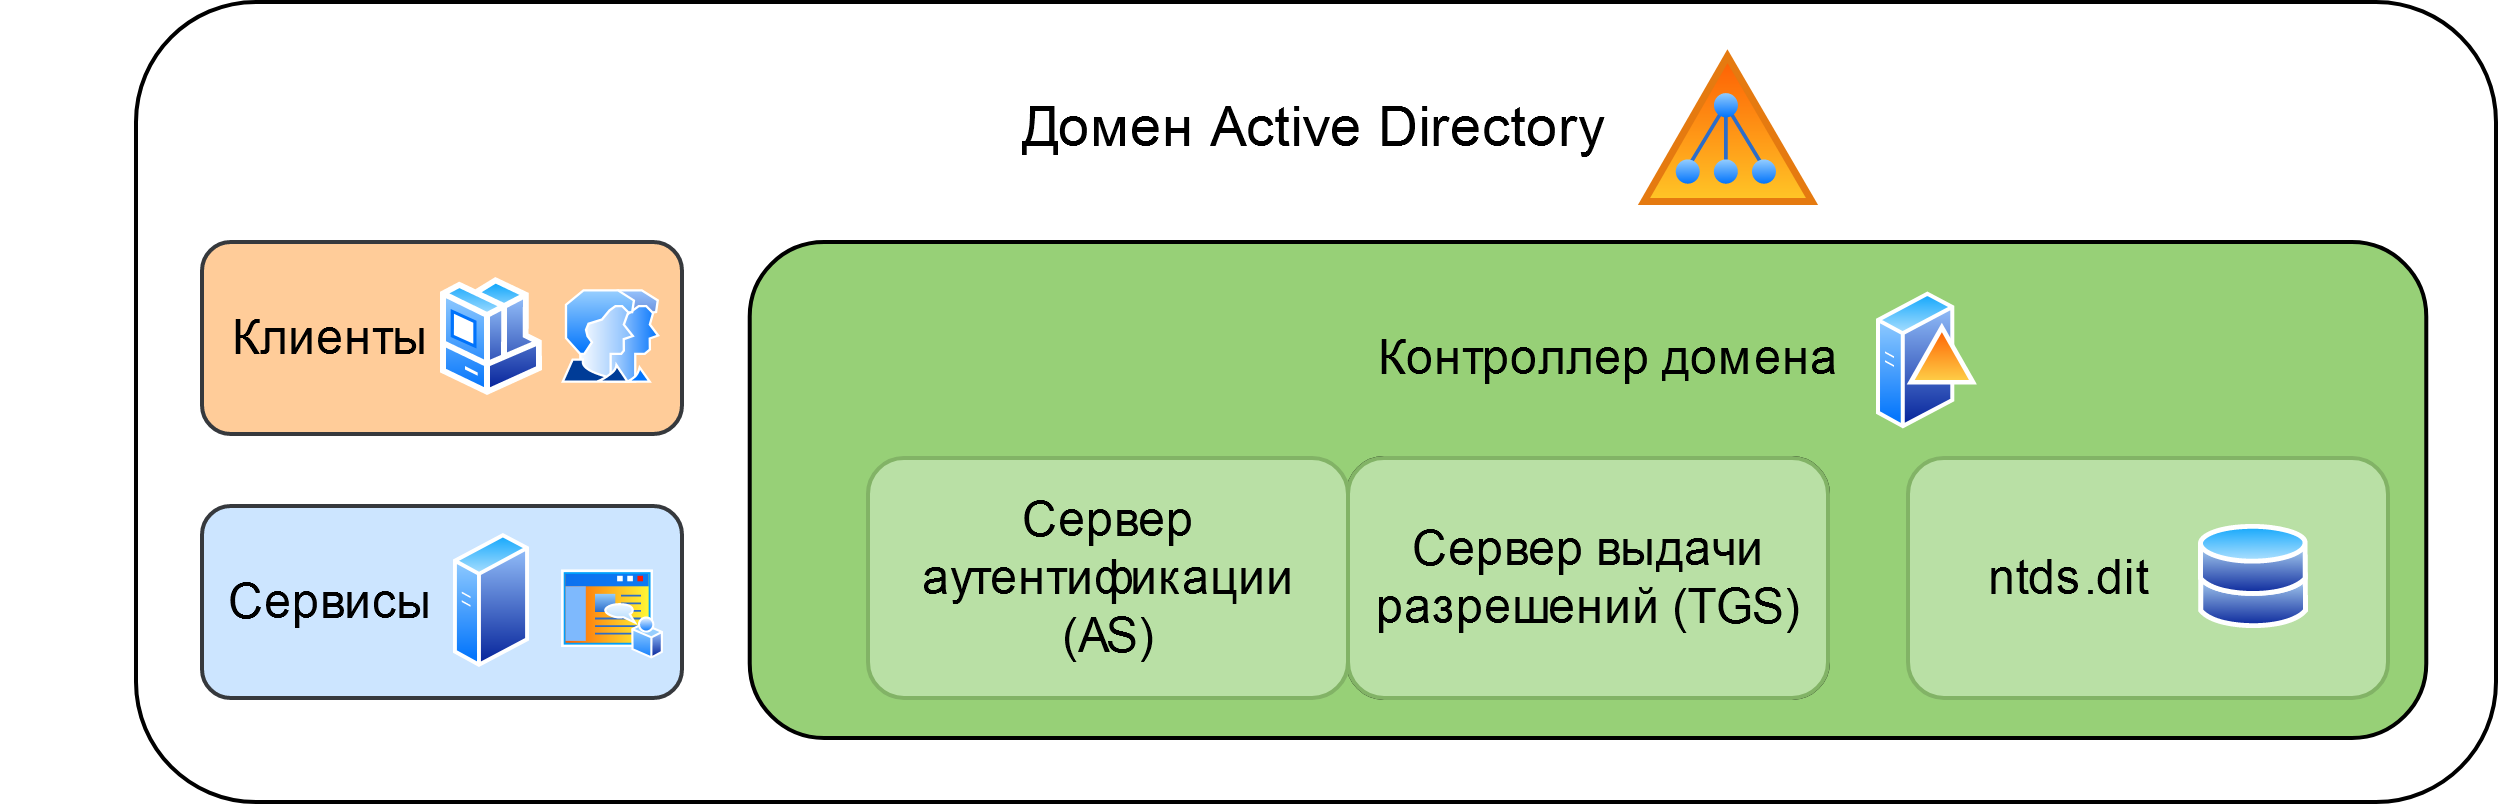 Домен Active Directory
Клиенты
Контроллер домена
Сервисы
Сервер
аутентификации
(AS)
Сервер выдачи
разрешений (TGS)
ntds.dit